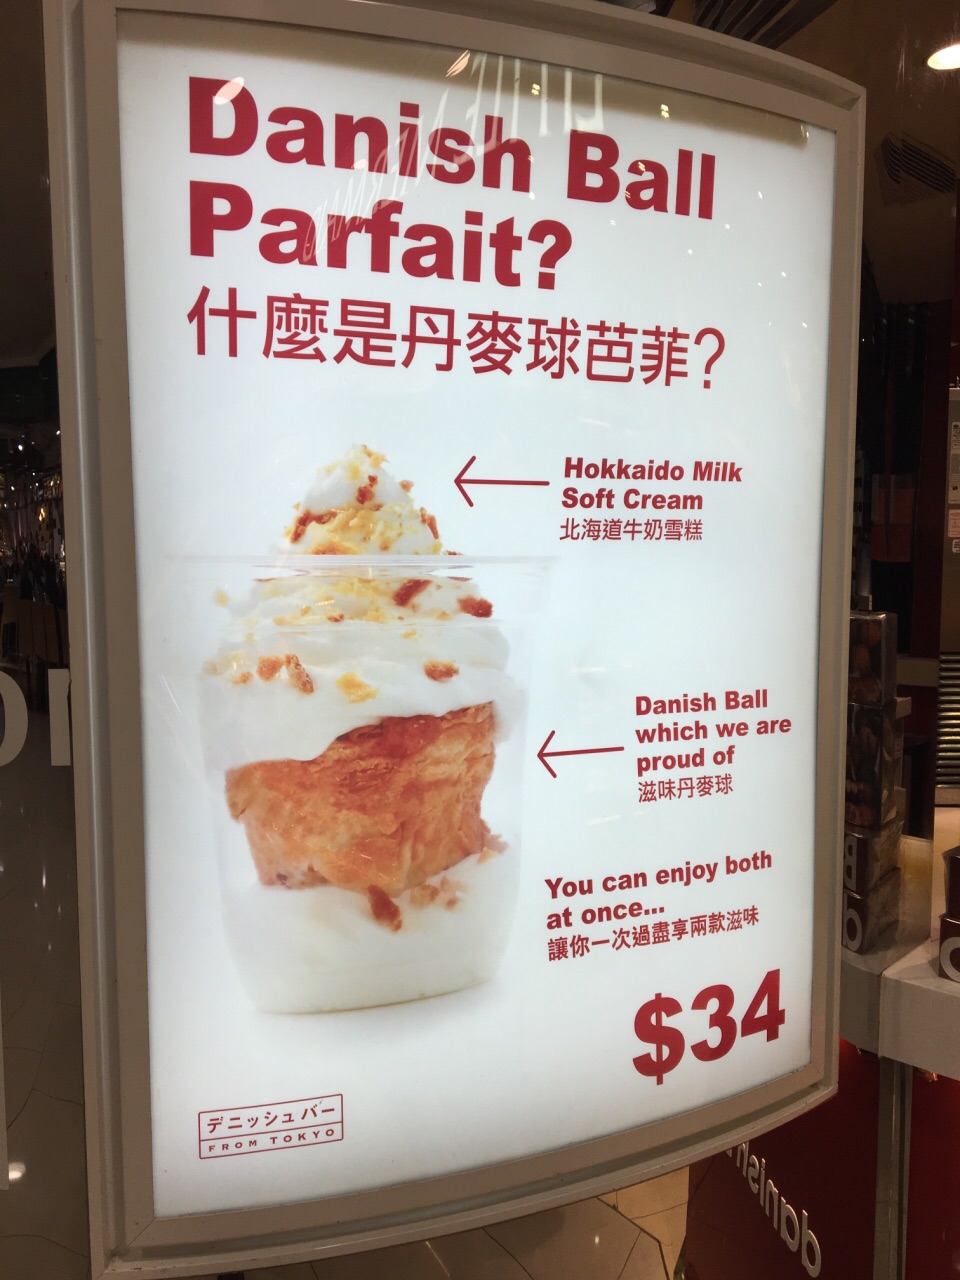 Danish Ball
Parfait?
什麼是丹麥球芭菲?
Hokkaido Milk
Soft Cream
北海道牛奶雪糕
Danish Ball
which we are
proud of
滋味丹麥球
You can enjoy both
at once...
讓你一次過盡享兩款滋味
$34
デニッシュバー
FROM TOKYO
danish